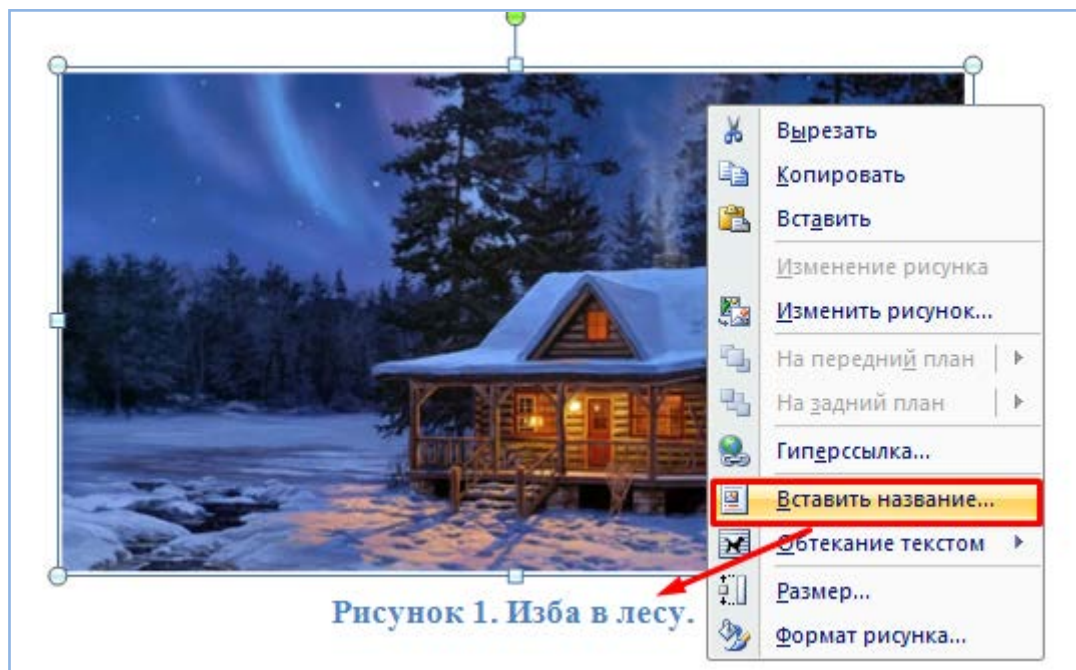 Вырезать
Копировать
Вставить
Изменение рисунка
Изменить рисунок...
На передний план
На задний план
Гиперссылка...
Вставить название...
Обтекание текстом
Размер...
Формат рисунка...
Рисунок 1. Изба в лесу.